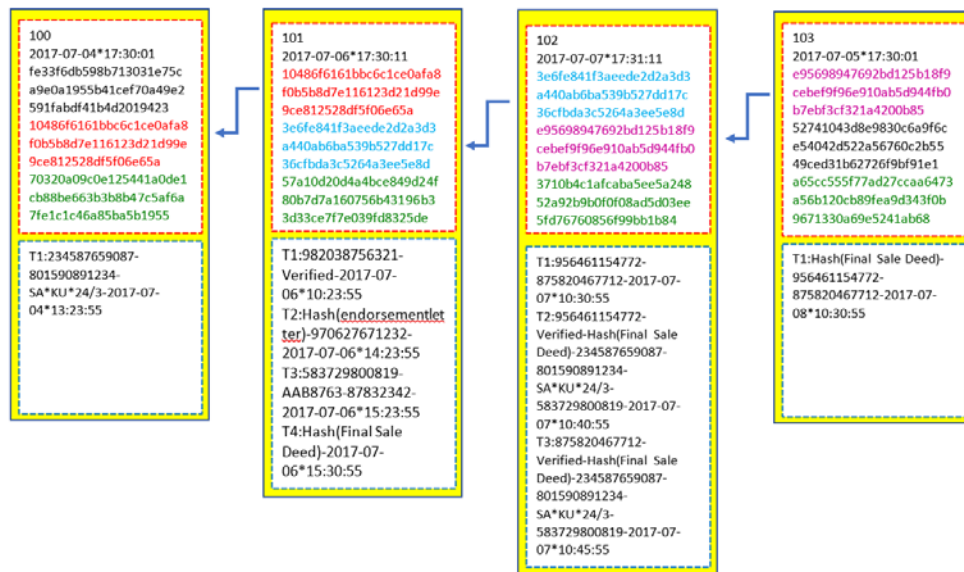 100
2017-07-04*17:30:01
fe33f6db598b713031e75c
a9e0a1955b41cef70a49e2
591fabdf41b4d2019423
10486f6161bbc6c1ce0afa8
f0b5b8d7e116123d21d99e
9ce812528df5f06e65a
70320a09c0e125441a0de1
cb88be663b3b8b47c5af6a
7fe1c1c46a85ba5b1955
T1:234587659087-
801590891234-
SA*KU*24/3-2017-07-
04*13:23:55
101
2017-07-06*17:30:11
10486f6161bbc6c1ce0afa8
f0b5b8d7e116123d21d99e
9ce812528df5f06e65a
3e6fe841f3aeede2d2a3d3
a440ab6ba539b527dd17c
36cfbda3c5264a3ee5e8d
57a10d20d4a4bce849d24f
80b7d7a160756b43196b3
3d33ce7f7e039fd8325de
T1:982038756321-
Verified-2017-07-
06*10:23:55
T2:Hash(endorsementlet
ter)-970627671232-
2017-07-06*14:23:55
T3:583729800819-
AAB8763-87832342-
2017-07-06*15:23:55
T4:Hash(Final Sale
Deed)-2017-07-
06*15:30:55
102
2017-07-07*17:31:11
3e6fe841f3aeede2d2a3d3
a440ab6ba539b527dd17c
36cfbda3c5264a3ee5e8d
e95698947692bd125b18f9
cebef9f96e910ab5d944fb0
b7ebf3cf321a4200b85
3710b4c1afcaba5ee5a248
52a92b9b0f0f08ad5d03ee
5fd76760856f99bb1b84
T1:956461154772-
875820467712-2017-07-
07*10:30:55
T2:956461154772-
Verified-Hash(Final Sale
Deed)-234587659087-
801590891234-
SA*KU*24/3-
583729800819-2017-07-
07*10:40:55
T3:875820467712-
Verified-Hash(Final Sale
Deed)-234587659087-
801590891234-
SA*KU*24/3-
583729800819-2017-07-
07*10:45:55
103
2017-07-05*17:30:01
e95698947692bd125b18f9
cebef9f96e910ab5d944fb0
b7ebf3cf321a4200b85
52741043d8e9830c6a9f6c
ce54042d522a56760c2b55
49ced31b62726f9bf91e1
a65cc555f77ad27ccaa6473
a56b120cb89fea9d343f0b
9671330a69e5241ab68
T1:Hash(Final Sale Deed)-
956461154772-
875820467712-2017-07-
08*10:30:55